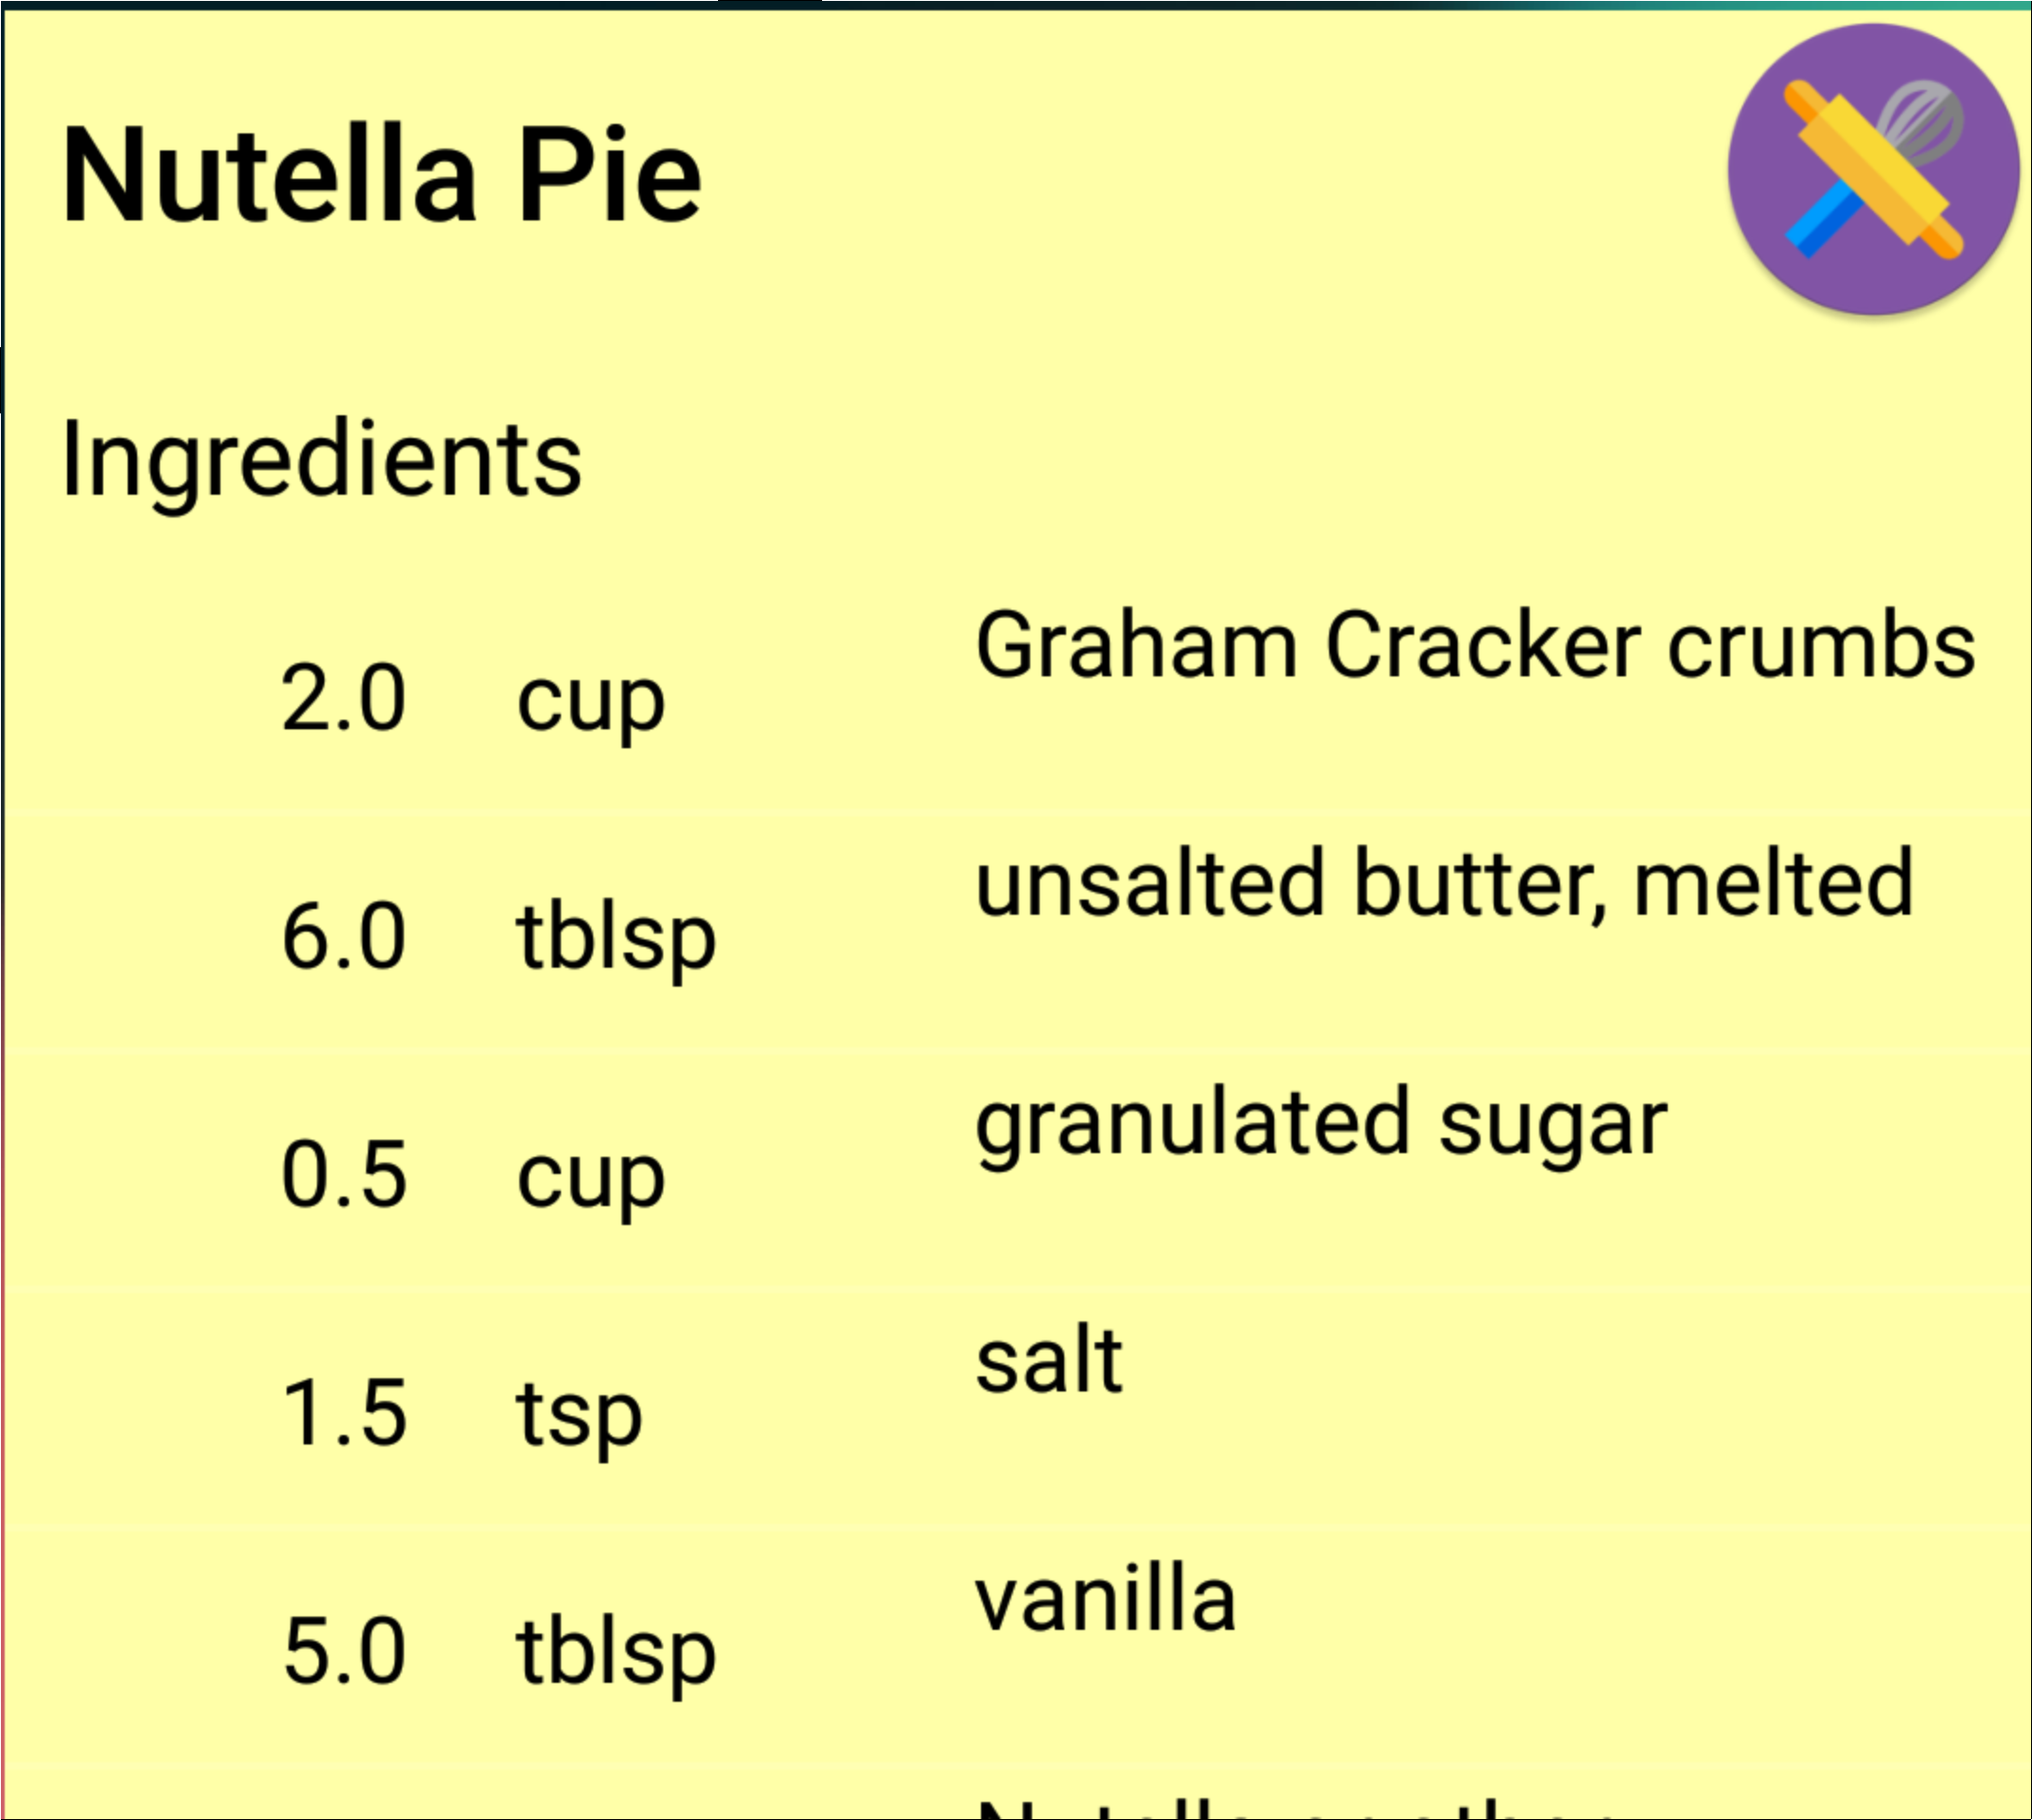 Nutella Pie
Ingredients
2.0 cup Graham Cracker crumbs
6.0 tblsp unsalted butter, melted
0.5 cup granulated sugar
1.5 tsp salt
5.0 tblsp vanilla
Nutella